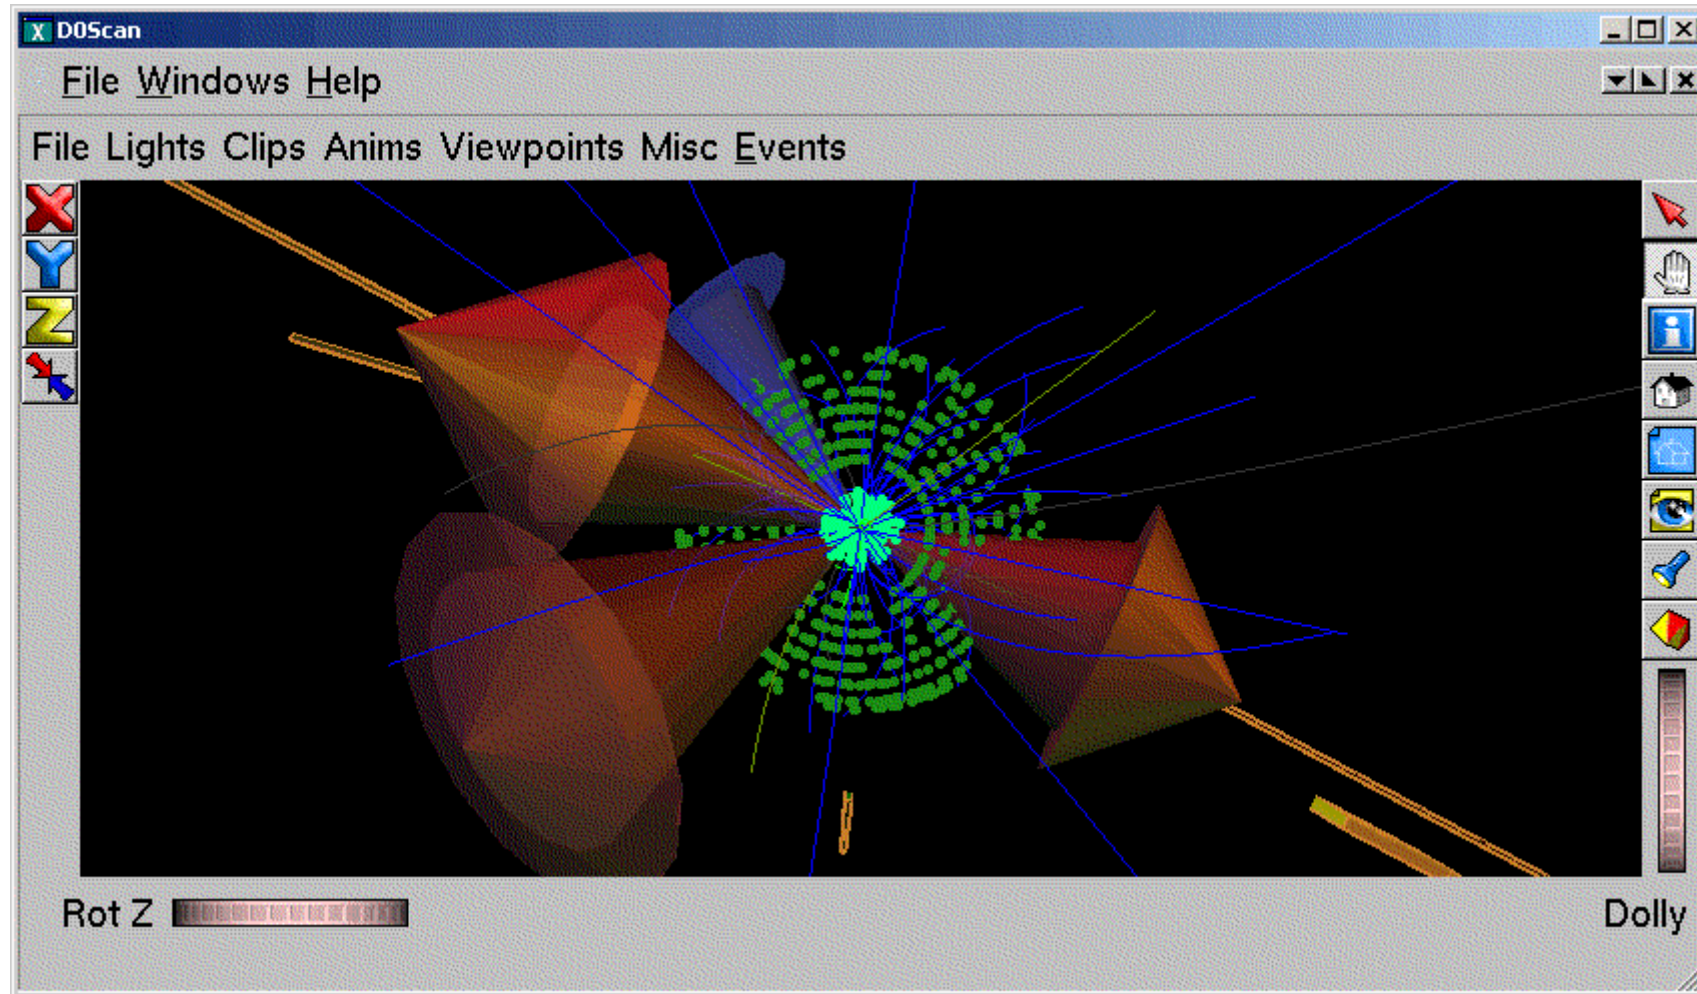 D0Scan
File Windows Help
File Lights Clips Anims Viewpoints Misc Events
X
Y
Z
i
Rot Z
Dolly